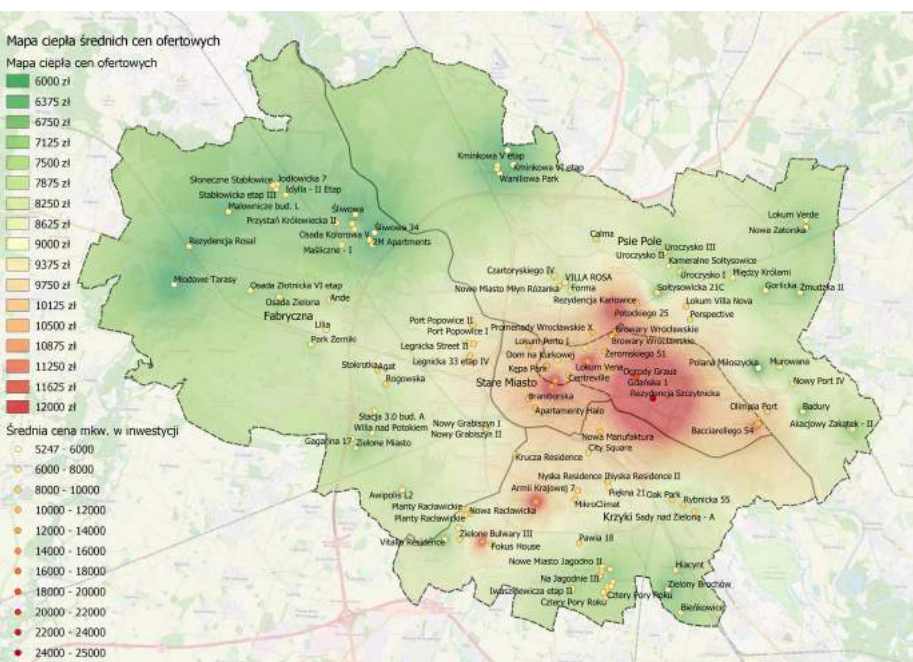 Mapa ciepła średnich cen ofertowych
Mapa ciepła cen ofertowych
6000 zł
6375 zł
6750 zł
7125 zł
7500 zł
7875 zł
8250 zł
8625 zł
9000 zł
9375 zł
9750 zł
10125 zł
10500 zł
10875 zł
11250 zł
11625 zł
12000 zł
Średnia cena mkw. w inwestycji
5247 - 6000
6000 - 8000
8000 - 10000
10000 - 12000
12000 - 14000
14000 - 16000
16000 - 18000
18000 - 20000
20000 - 22000
22000 - 24000
24000 - 25000
Kminkowa V etap
Kminkowa VI etap
Waniliowa Park
Słoneczne Stabłowice
Jodłowicka 7
Stabłowicka etap III
Idylla - II Etap
Malownicze bud. L
Śliwowa
Przystań Królowiecka II
Śliwowa 34
Osada Kolorowa V
2M Apartments
Maślicznc - I
Rezydencja Rosal
Miodowe Tarasy
Osada Złotnicka VI etap
Osada Zielona
Ante
Fabryczna
Lilia
Park Żerniki
Calma
Psie Pole
Lokum Verde
Nowa Zatorska
Uroczysko III
Uroczysko II
Kameralne Sołtysowice
Uroczysko I
Między Królami
Czartoryskiego IV
VILLA ROSA
Nowe Miasto Młyn Różanka
Forma
Sołtysowicka 21C
Gorlicka
Żmudzka II
Rezydencja Karłowice
Lokum Villa Nova
Potockiego 25
Perspective
Port Popowice II
Port Popowice I
Promenady Wrocławskie X
Browary Wrocławskie
Browary Wrocławskie
Legnicka Street II
Lokum Porto I
Legnicka 33 etap IV
Dom na Kurkowej
Żeromskiego 51
Kępa Park
Lokum Vena
Ogrody Graua
Polana Miłoszycka
Murowana
Stokrotka
Agat
Rogowska
Stare Miasto
Centreville
Gdańska 1
Nowy Port IV
Braniborska
Rezydencja Szczytnicka
Apartamenty Halo
Olimpia Port
Badury
Stacja 3.0 bud. A
Willa nad Potokiem
Nowy Grabiszyn I
Nowy Grabiszyn II
Bacciarellego 54
Akacjowy Zakątek - II
Gagarina 17
Zielone Miasto
Nowa Manufaktura
City Square
Krucza Residence
Nyska Residence I
Nyska Residence II
Armii Krajowej 7
Piękna 21
Oak Park
Awipolis L2
MikroClimat
Rybnicka 55
Planty Racławickie
Nowa Racławicka
Planty Racławickie
Krzyki
Sady nad Zieloną - A
Zielone Bulwary III
Vitalia Residence
Fokus House
Pawia 18
Nowe Miasto Jagodno II
Hiacynt
Na Jagodnie III
Zielony Brochów
Iwaszkiewicza etap II
Cztery Pory Roku
Cztery Pory Roku
Bieńkowice